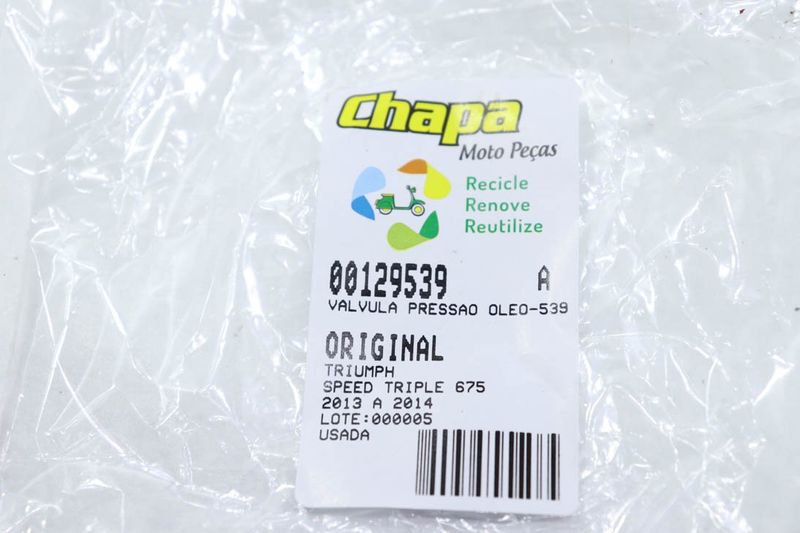 Chapa
Moto Peças
Recicle
Renove
Reutilize
00129539 A
VALVULA PRESSAO OLEO-539
ORIGINAL
TRIUMPH
SPEED TRIPLE 675
2013 A 2014
LOTE:000005
USADA